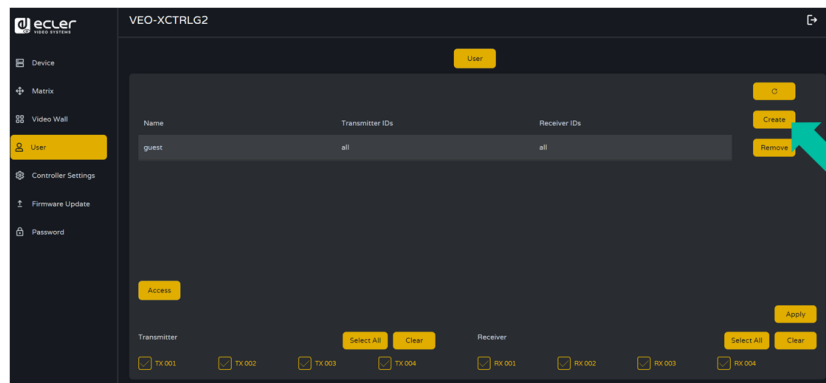 ecler
VIDEO SYSTEMS
VEO-XCTRLG2
Device
Matrix
Video Wall
User
Controller Settings
Firmware Update
Password
User
Create
Remove
Name Transmitter IDs Receiver IDs
guest all all
Access
Apply
Transmitter Select All Clear Receiver Select All Clear
TX 001 TX 002 TX 003 TX 004 RX 001 RX 002 RX 003 RX 004